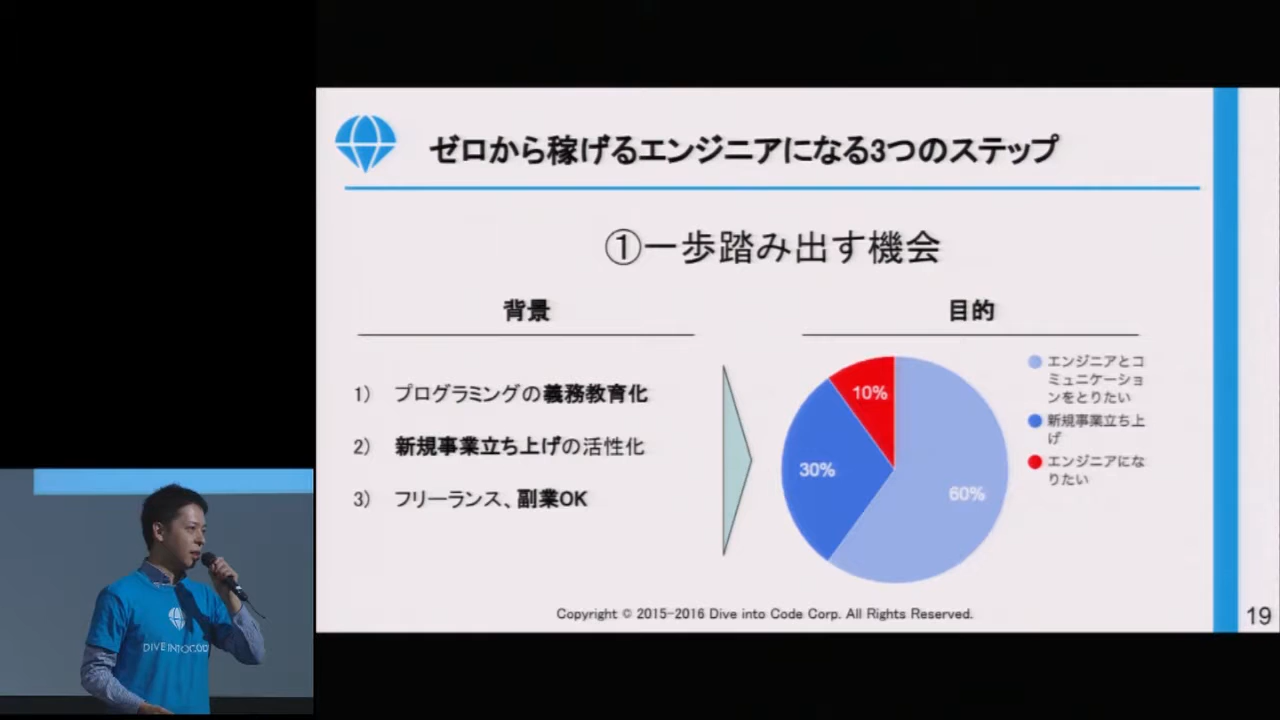 ゼロから稼げるエンジニアになる3つのステップ
①一歩踏み出す機会
背景
1) プログラミングの義務教育化
2) 新規事業立ち上げの活性化
3) フリーランス、副業OK
目的
10%
30%
60%
エンジニアとコ
ミュニケーショ
ンをとりたい
新規事業立ち上
げ
エンジニアにな
りたい
Copyright © 2015-2016 Dive into Code Corp. All Rights Reserved.
19
DIVE INTO CODE